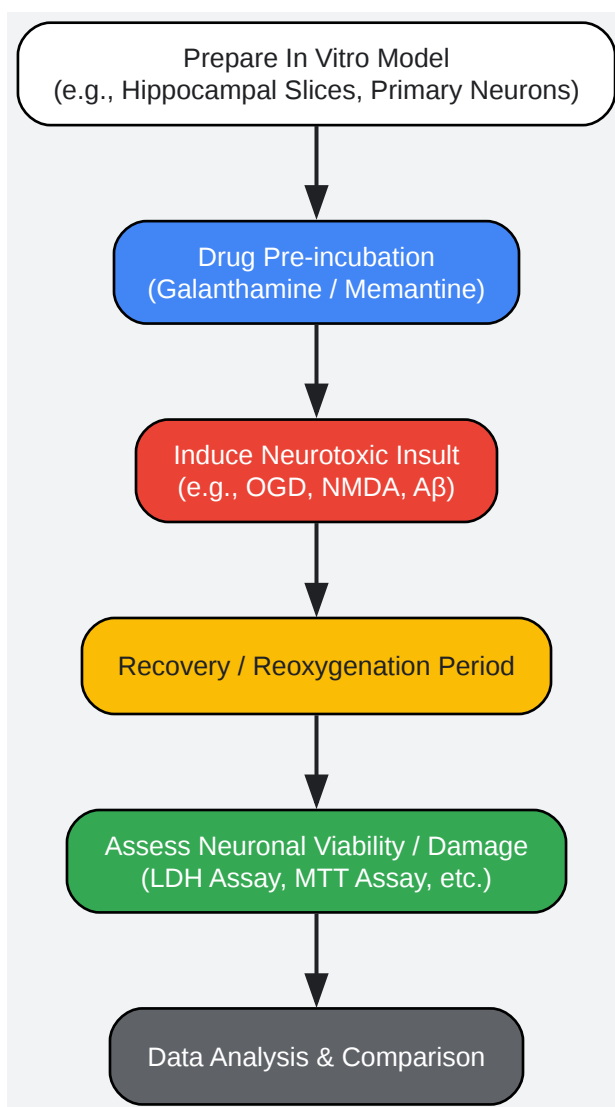 Prepare In Vitro Model
(e.g., Hippocampal Slices, Primary Neurons)
Drug Pre-incubation
(Galanthamine / Memantine)
Induce Neurotoxic Insult
(e.g., OGD, NMDA, Aβ)
Recovery / Reoxygenation Period
Assess Neuronal Viability / Damage
(LDH Assay, MTT Assay, etc.)
Data Analysis & Comparison